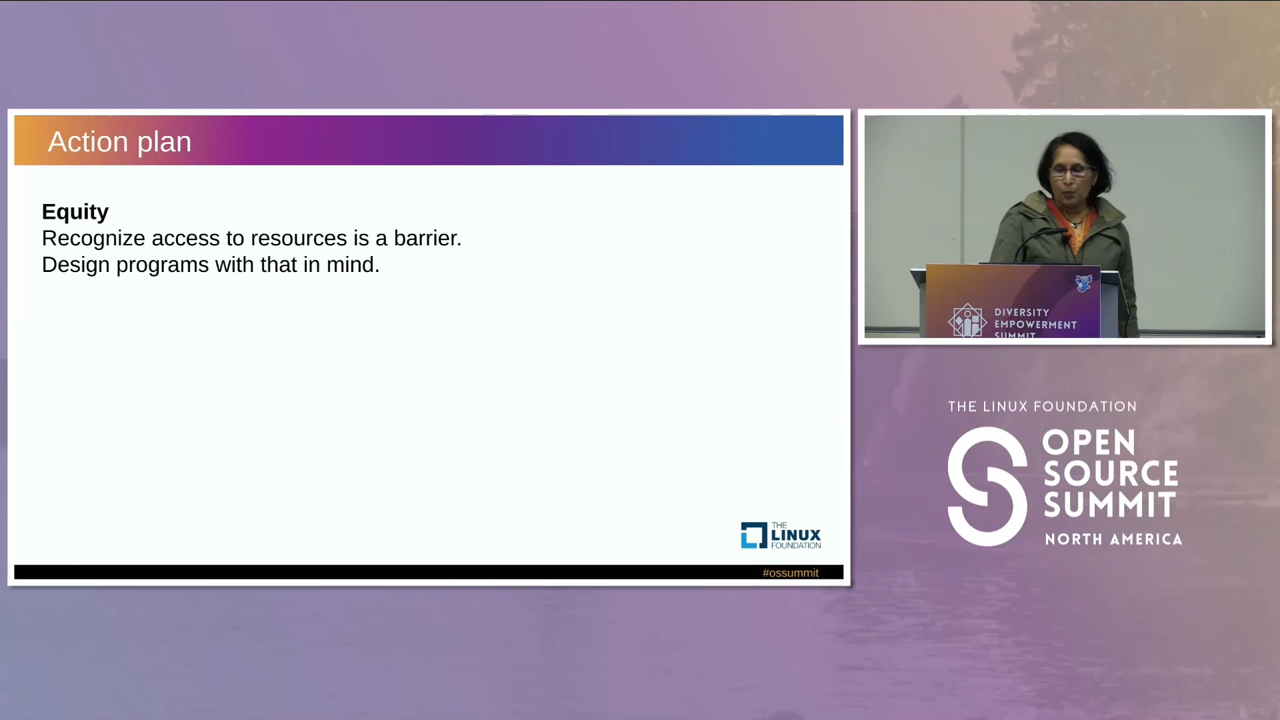 Action plan
Equity
Recognize access to resources is a barrier.
Design programs with that in mind.
THE
LINUX
FOUNDATION
#ossummit
DIVERSITY
EMPOWERMENT
SUMMIT
THE LINUX FOUNDATION
OPEN
SOURCE
SUMMIT
NORTH AMERICA